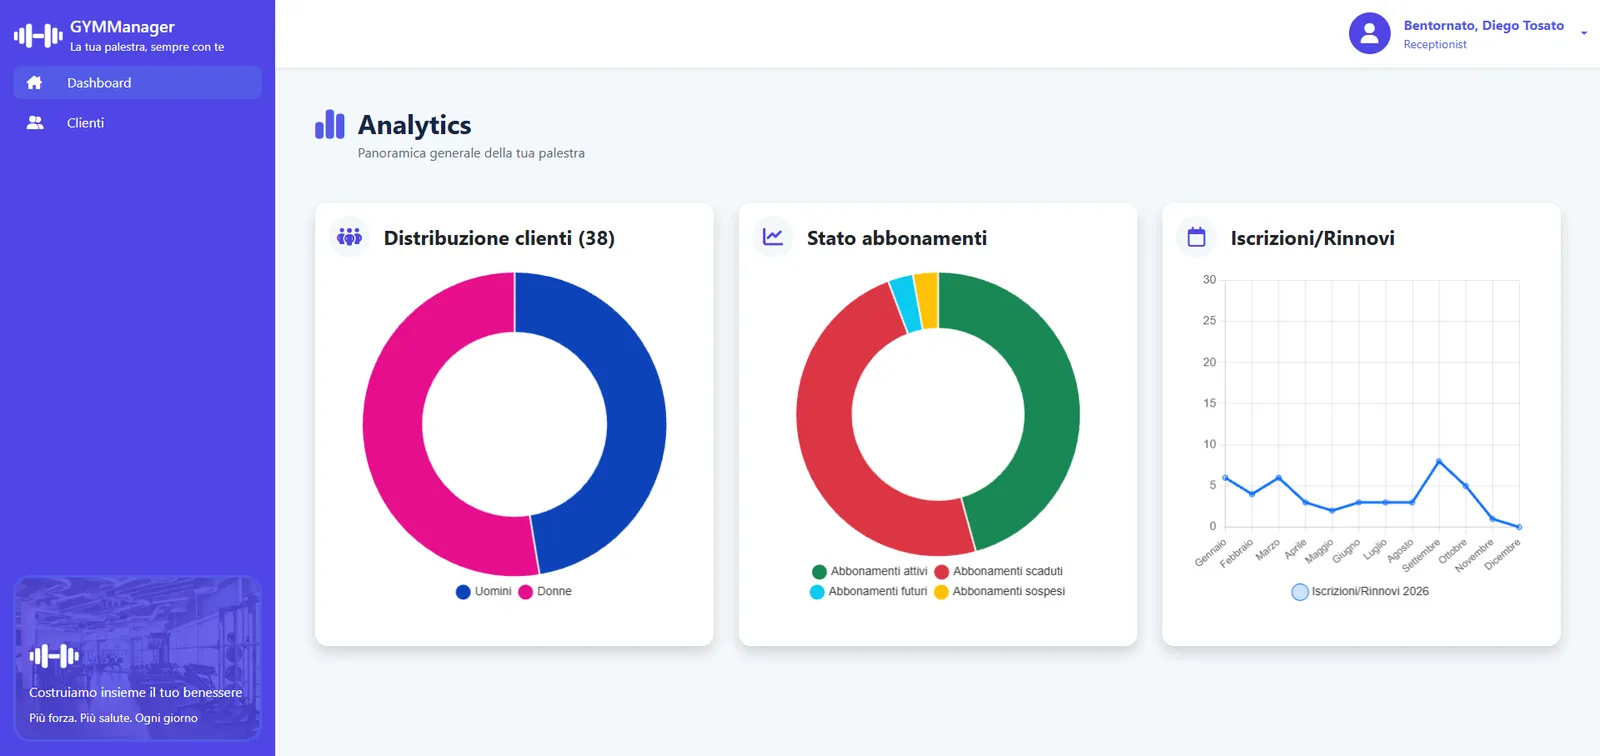 GYMManager
La tua palestra, sempre con te
Dashboard
Clienti
Costruiamo insieme il tuo benessere
Più forza. Più salute. Ogni giorno
Bentornato, Diego Tosato
Receptionist
Analytics
Panoramica generale della tua palestra
Distribuzione clienti (38)
Uomini Donne
Stato abbonamenti
Abbonamenti attivi Abbonamenti scaduti
Abbonamenti futuri Abbonamenti sospesi
Iscrizioni/Rinnovi
30
25
20
15
10
5
0
Gennaio Febbraio Marzo Aprile Maggio Giugno Luglio Agosto Settembre Ottobre Novembre Dicembre
Iscrizioni/Rinnovi 2026